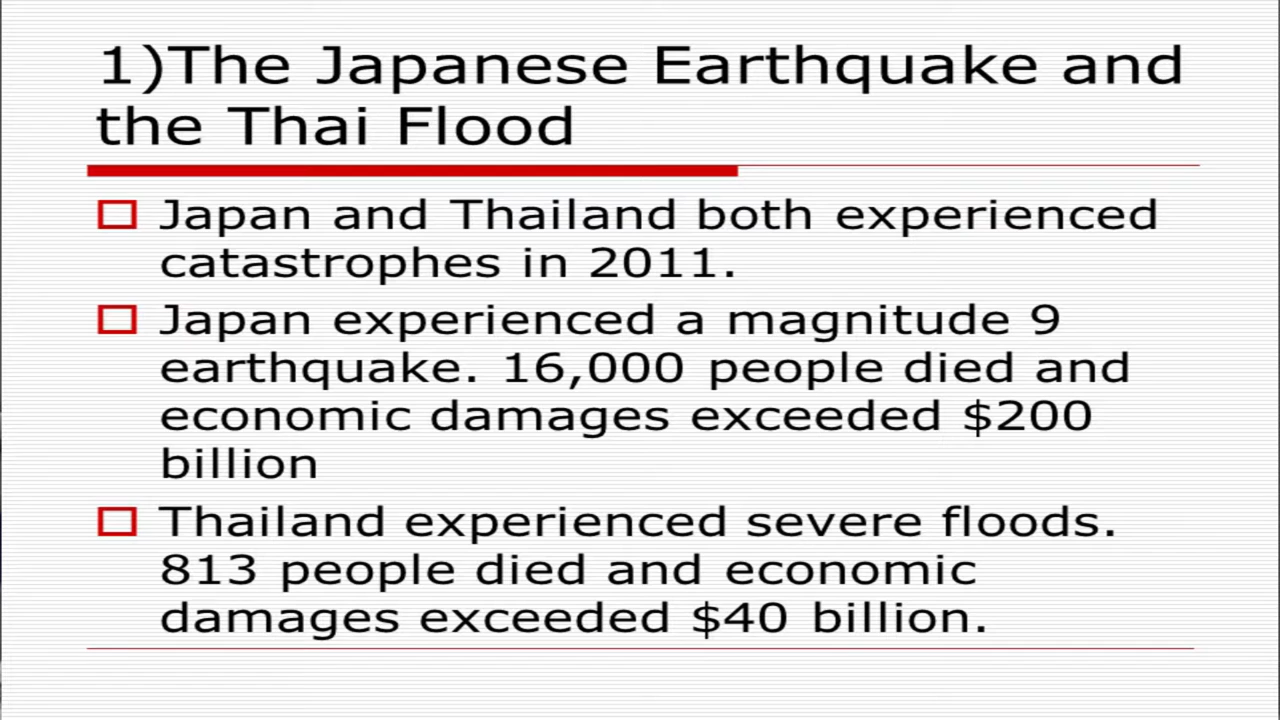 1)The Japanese Earthquake and
the Thai Flood
Japan and Thailand both experienced
catastrophes in 2011.
Japan experienced a magnitude 9
earthquake. 16,000 people died and
economic damages exceeded $200
billion
Thailand experienced severe floods.
813 people died and economic
damages exceeded $40 billion.